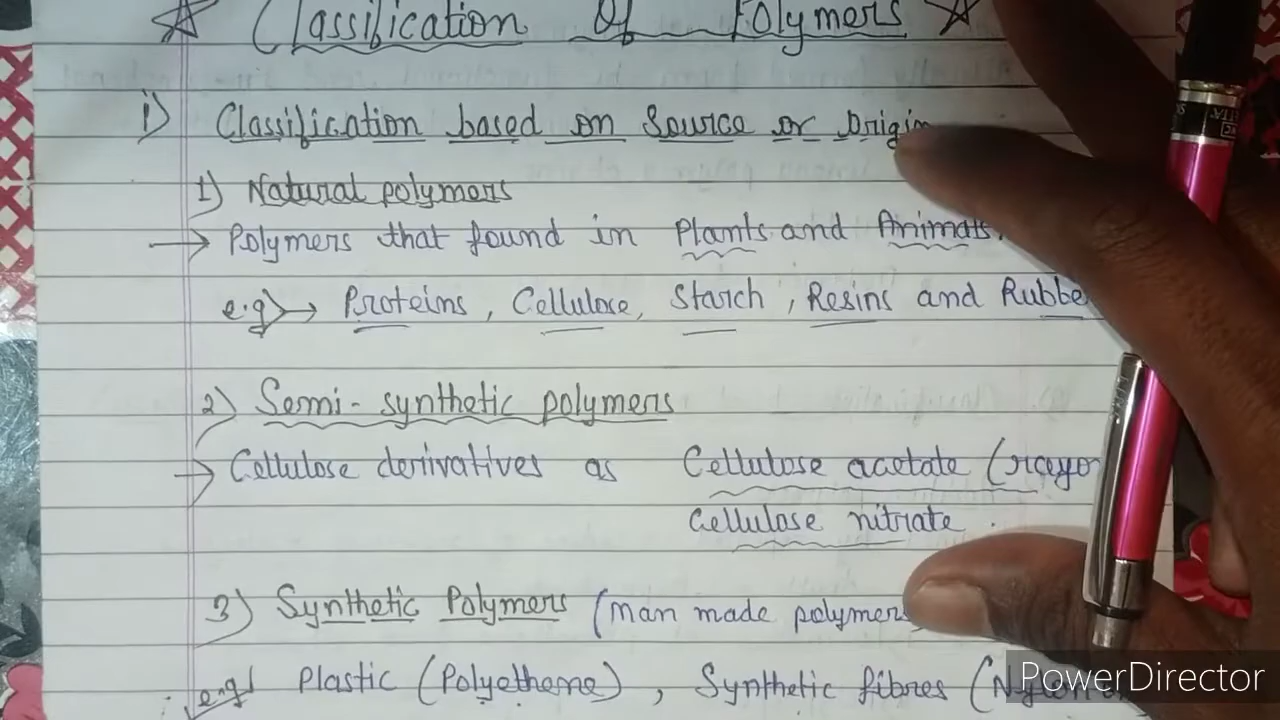 ☆ Classification Of Polymers ☆
i) Classification based on Source or Origin
1) Natural polymers
→ Polymers that found in Plants and Animals.
e.g → Proteins, Cellulose, Starch, Resins and Rubbe
2) Semi-synthetic polymers
→ Cellulose derivatives as Cellulose acetate (rayon
Cellulose nitrate.
3) Synthetic Polymers (Man made polymers
e.g Plastic (Polyethene), Synthetic fibres (Nylon
PowerDirector